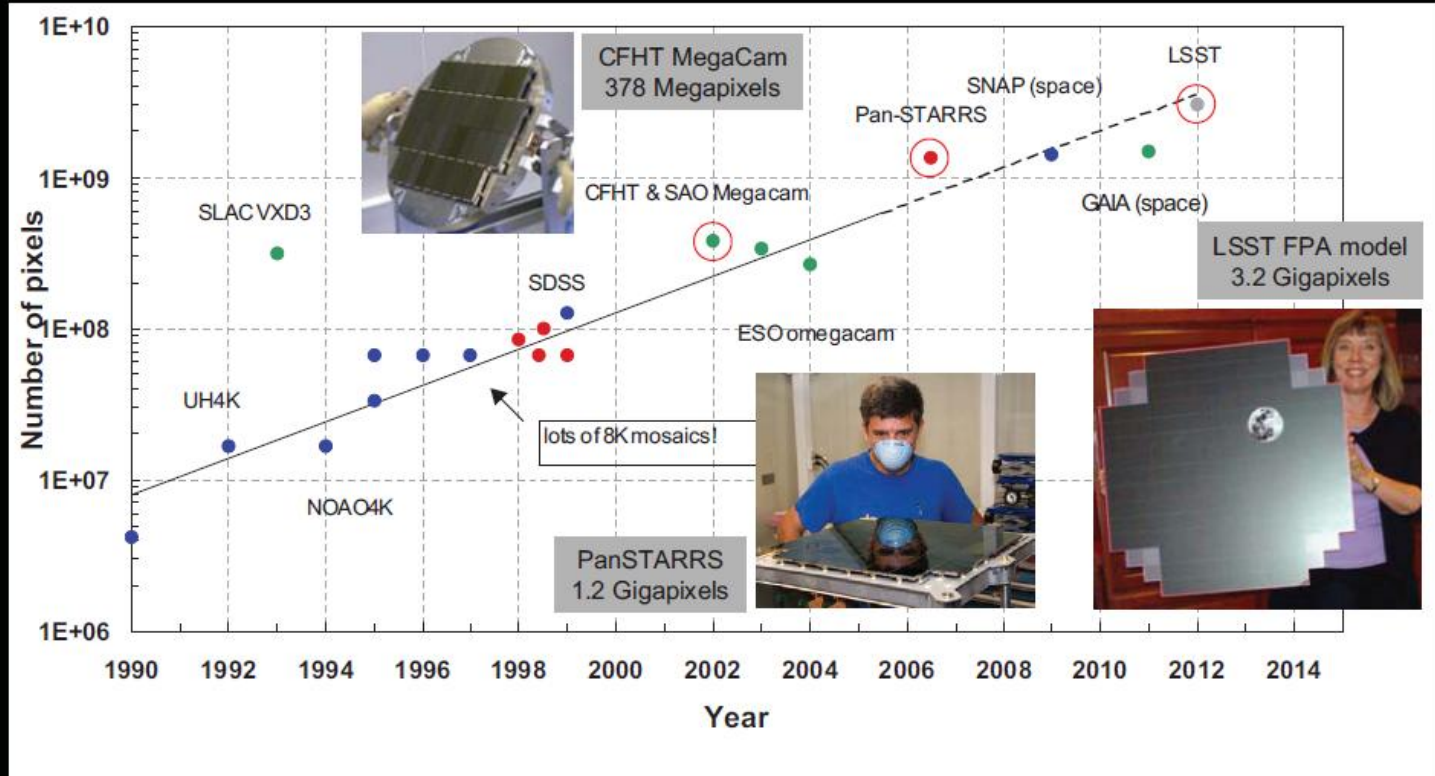 1E+10
1E+09
1E+08
1E+07
1E+06
Number of pixels
CFHT MegaCam
378 Megapixels
LSST
SNAP (space)
Pan-STARRS
CFHT & SAO Megacam
SLAC VXD3
GAIA (space)
LSST FPA model
3.2 Gigapixels
SDSS
ESO omegacam
UH4K
lots of 8K mosaics!
NOAO4K
PanSTARRS
1.2 Gigapixels
1990 1992 1994 1996 1998 2000 2002 2004 2006 2008 2010 2012 2014
Year